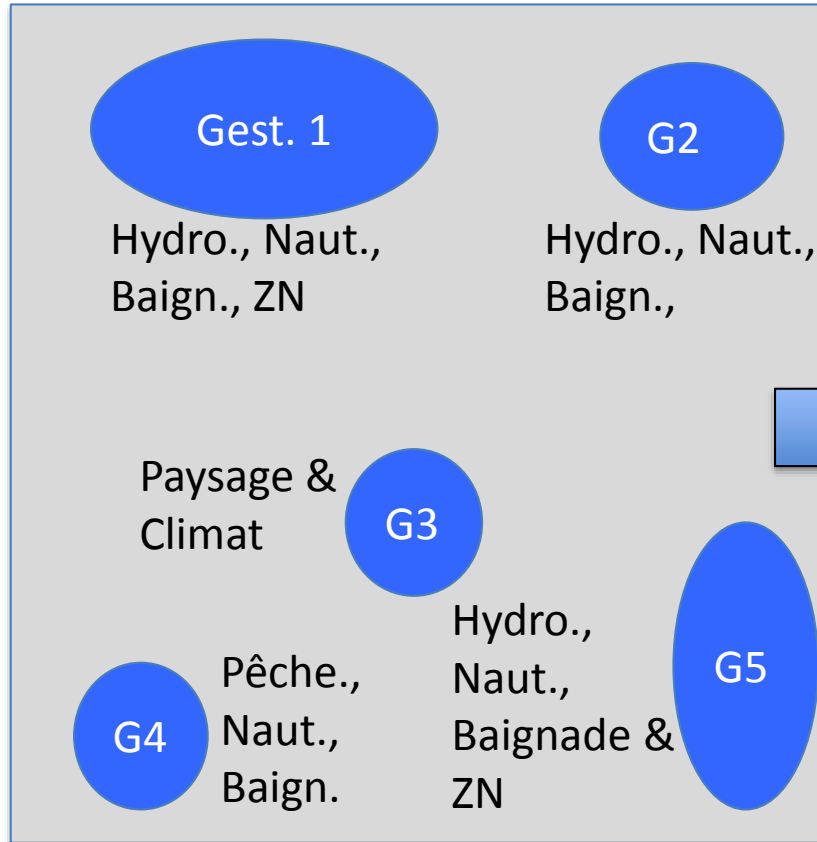 Gest. 1
Hydro., Naut.,
Baign., ZN
G2
Hydro., Naut.,
Baign.,
Paysage &
Climat
G3
G4
Pêche.,
Naut.,
Baign.
Hydro.,
Naut.,
Baignade &
ZN
G5